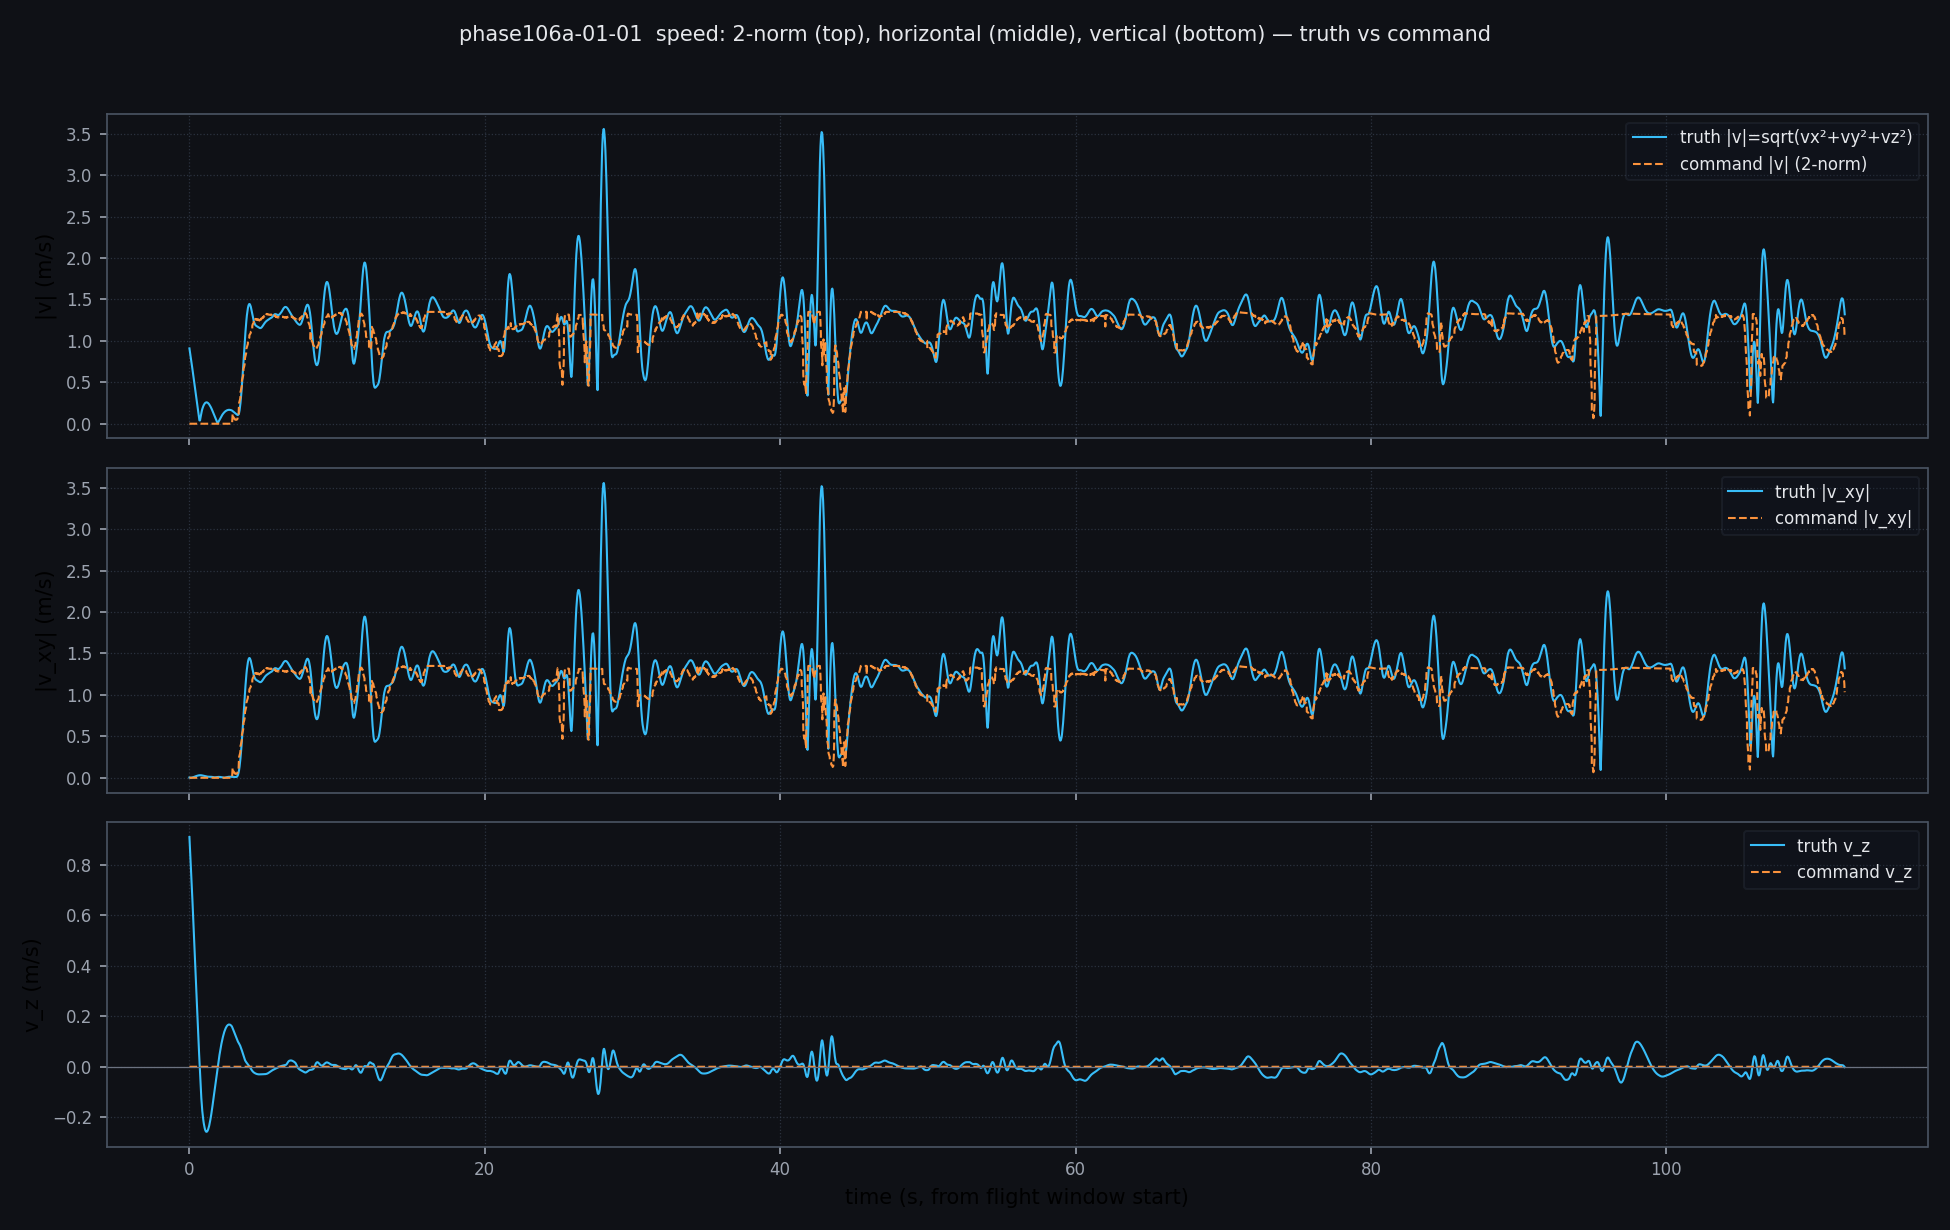 phase106a-01-01  speed: 2-norm (top), horizontal (middle), vertical (bottom) — truth vs command
|v| (m/s)
3.5
3.0
2.5
2.0
1.5
1.0
0.5
0.0
truth |v|=sqrt(vx²+vy²+vz²)
command |v| (2-norm)
|v_xy| (m/s)
3.5
3.0
2.5
2.0
1.5
1.0
0.5
0.0
truth |v_xy|
command |v_xy|
v_z (m/s)
0.8
0.6
0.4
0.2
0.0
−0.2
truth v_z
command v_z
0 20 40 60 80 100
time (s, from flight window start)